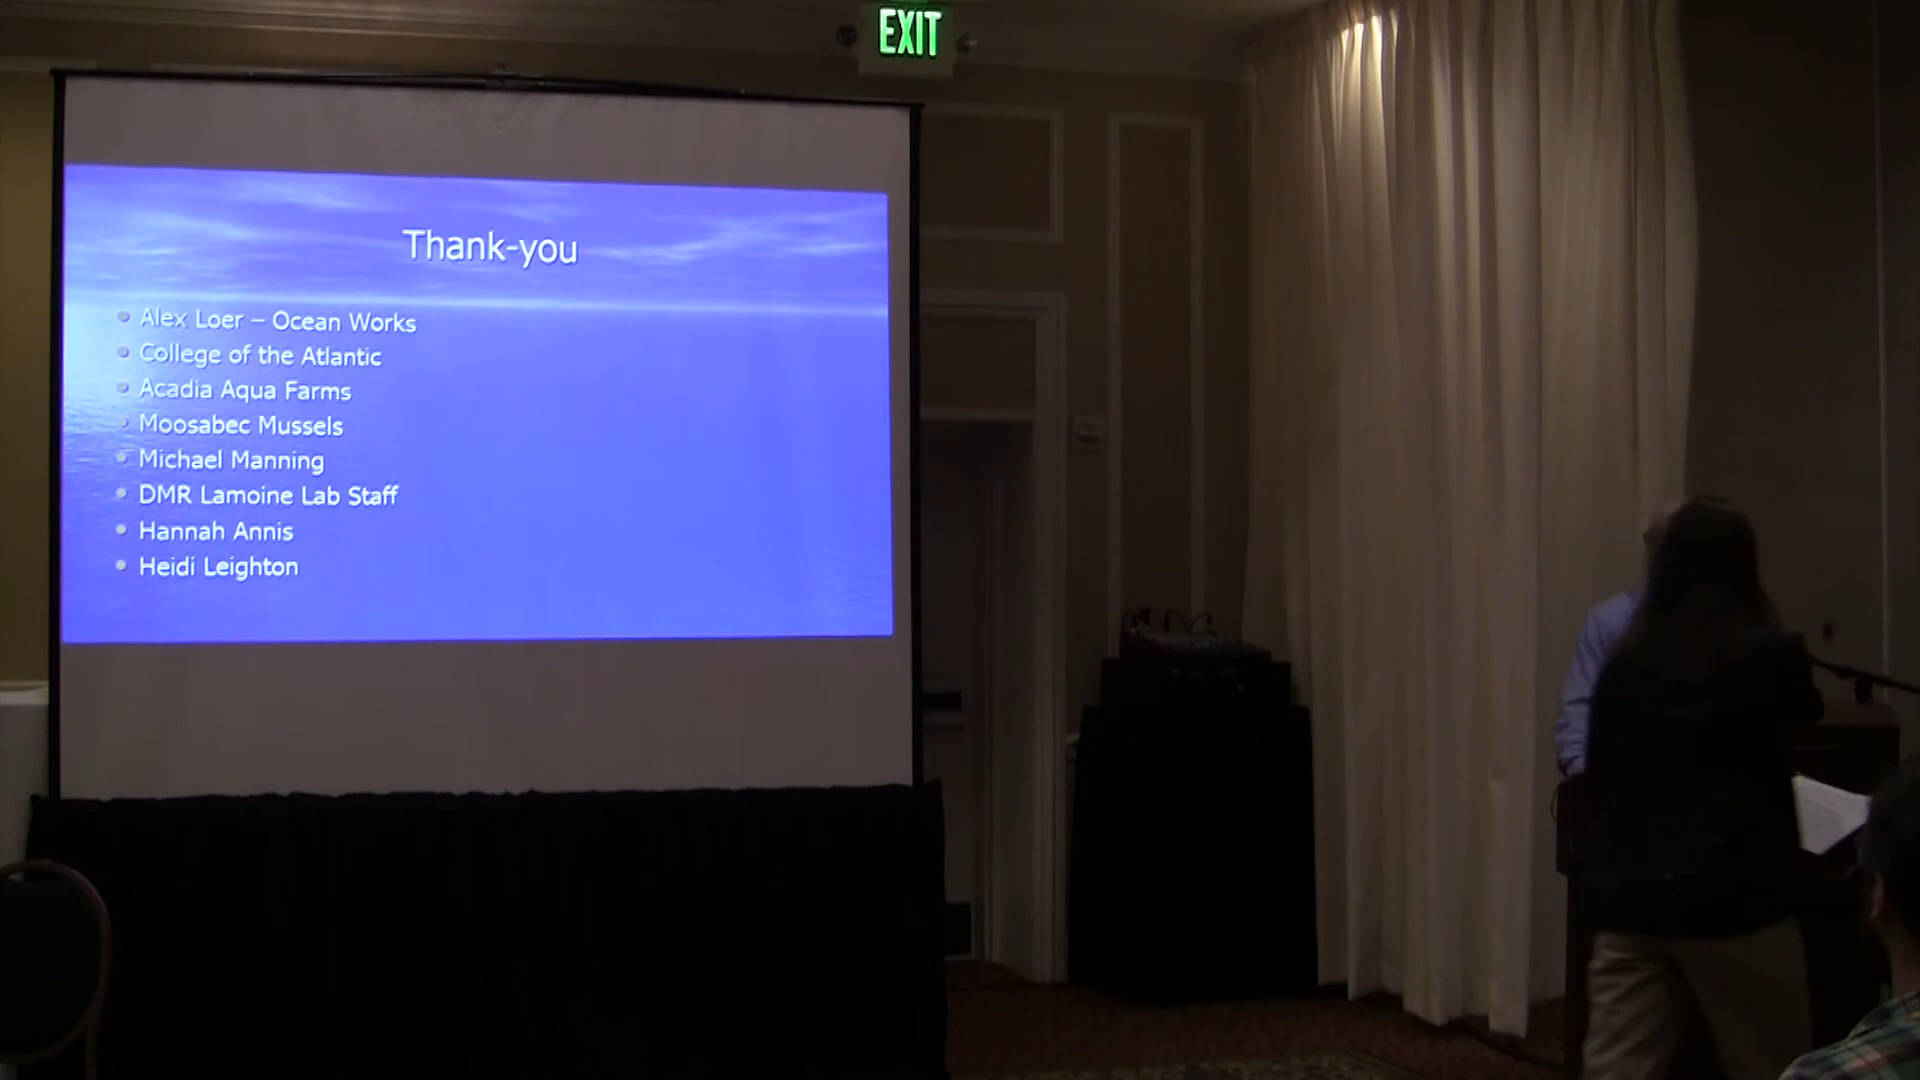 EXIT
Thank-you
Alex Loer – Ocean Works
College of the Atlantic
Acadia Aqua Farms
Moosabec Mussels
Michael Manning
DMR Lamoine Lab Staff
Hannah Annis
Heidi Leighton